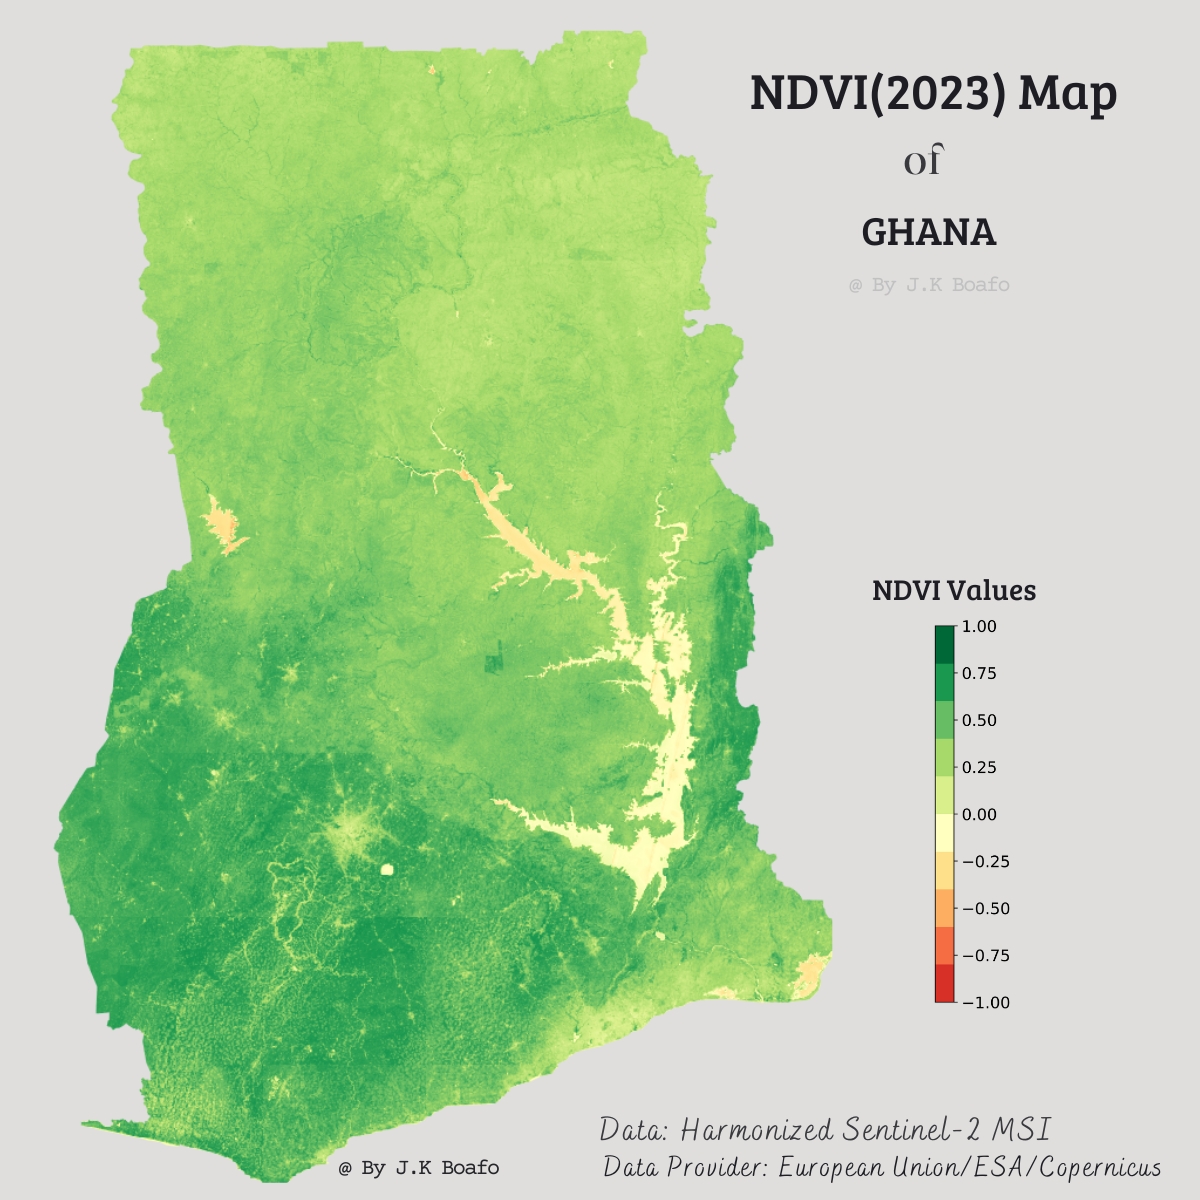 NDVI(2023) Map
of
GHANA
@ By J.K Boafo
NDVI Values
1.00
0.75
0.50
0.25
0.00
−0.25
−0.50
−0.75
−1.00
Data: Harmonized Sentinel-2 MSI
Data Provider: European Union/ESA/Copernicus
@ By J.K Boafo